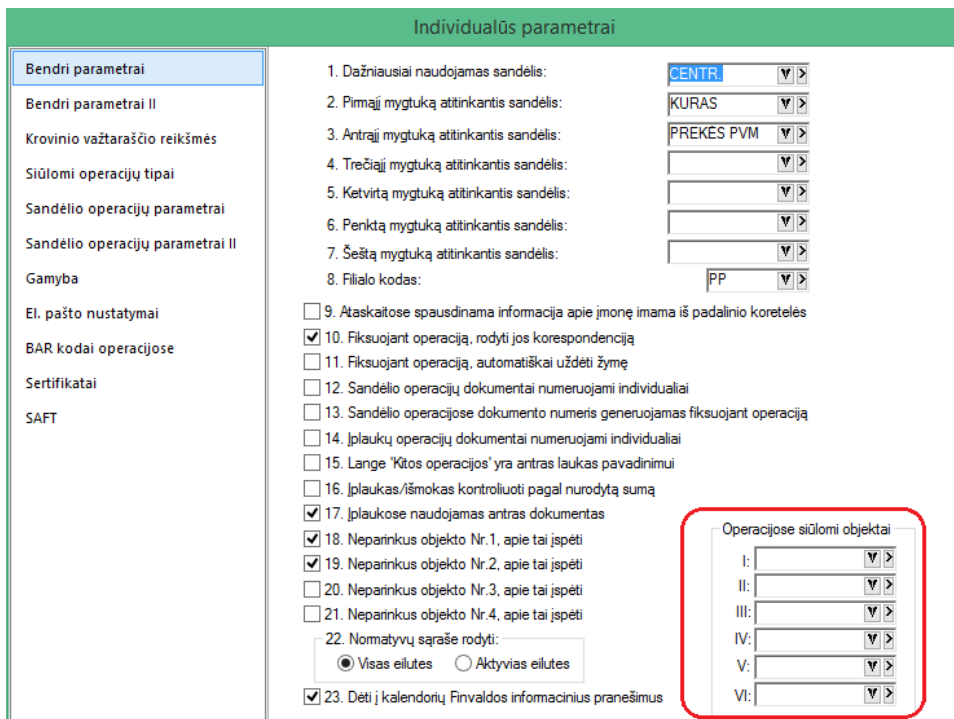 Individualūs parametrai
Bendri parametrai
Bendri parametrai II
Krovinio važtaraščio reikšmės
Siūlomi operacijų tipai
Sandėlio operacijų parametrai
Sandėlio operacijų parametrai II
Gamyba
El. pašto nustatymai
BAR kodai operacijose
Sertifikatai
SAFT
1. Dažniausiai naudojamas sandėlis: CENTR.
2. Pirmąjį mygtuką atitinkantis sandėlis: KURAS
3. Antrąjį mygtuką atitinkantis sandėlis: PREKĖS PVM
4. Trečiąjį mygtuką atitinkantis sandėlis:
5. Ketvirtą mygtuką atitinkantis sandėlis:
6. Penktą mygtuką atitinkantis sandėlis:
7. Šeštą mygtuką atitinkantis sandėlis:
8. Filialo kodas: PP
9. Ataskaitose spausdinama informacija apie įmonę imama iš padalinio koretelės
10. Fiksuojant operaciją, rodyti jos korespondenciją
11. Fiksuojant operaciją, automatiškai uždėti žymę
12. Sandėlio operacijų dokumentai numeruojami individualiai
13. Sandėlio operacijose dokumento numeris generuojamas fiksuojant operaciją
14. Įplaukų operacijų dokumentai numeruojami individualiai
15. Lange 'Kitos operacijos' yra antras laukas pavadinimui
16. Įplaukas/išmokas kontroliuoti pagal nurodytą sumą
17. Įplaukose naudojamas antras dokumentas
18. Neparinkus objekto Nr.1, apie tai įspėti
19. Neparinkus objekto Nr.2, apie tai įspėti
20. Neparinkus objekto Nr.3, apie tai įspėti
21. Neparinkus objekto Nr.4, apie tai įspėti
22. Normatyvų sąraše rodyti:
Visas eilutes Aktyvias eilutes
23. Dėti į kalendorių Finvaldos informacinius pranešimus
Operacijose siūlomi objektai
I:
II:
III:
IV:
V:
VI: